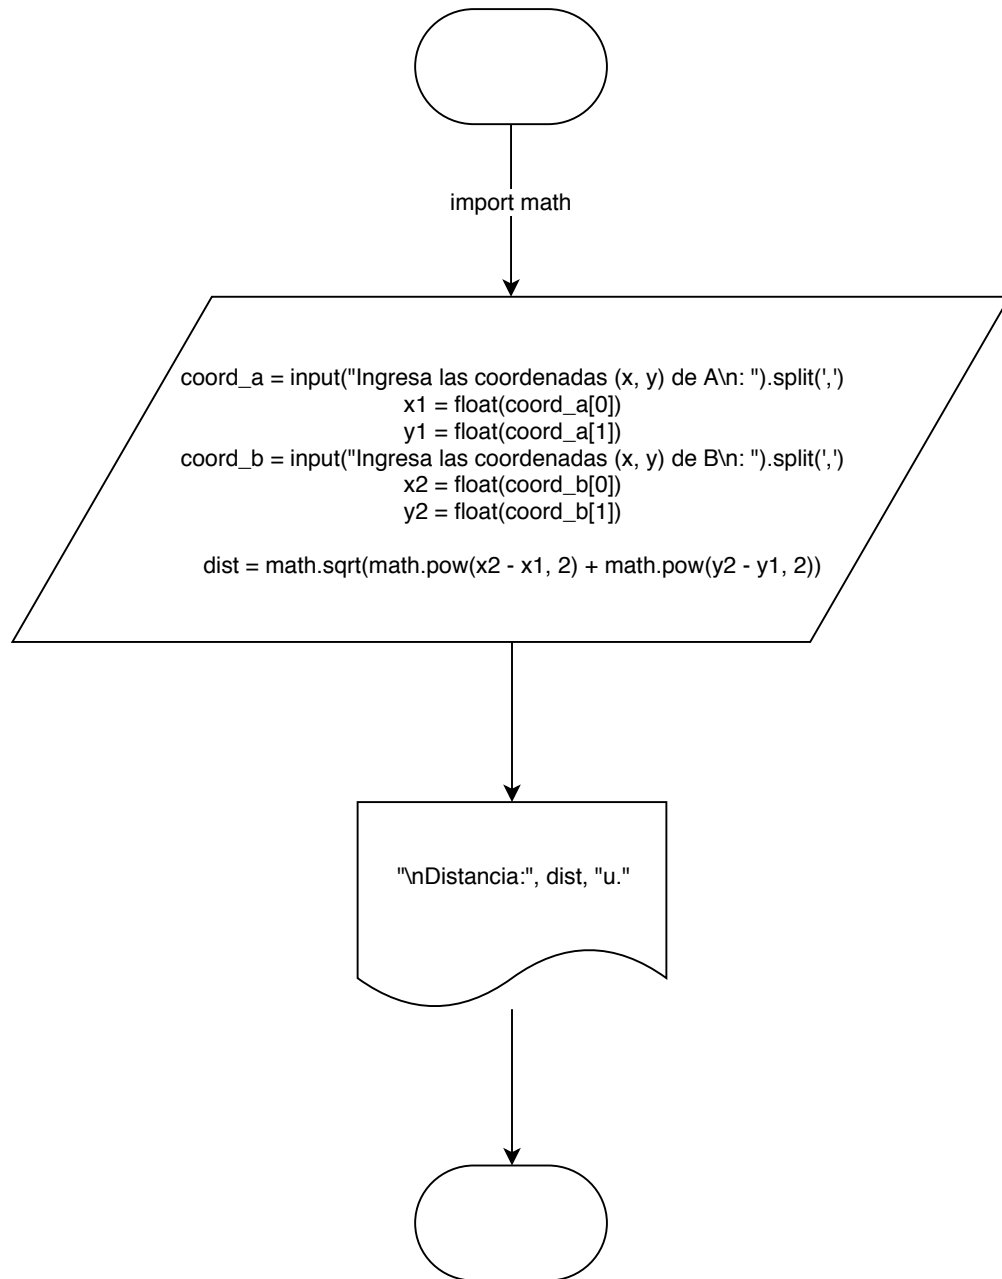 import math
coord_a = input("Ingresa las coordenadas (x, y) de A\n: ").split(',')
x1 = float(coord_a[0])
y1 = float(coord_a[1])
coord_b = input("Ingresa las coordenadas (x, y) de B\n: ").split(',')
x2 = float(coord_b[0])
y2 = float(coord_b[1])
dist = math.sqrt(math.pow(x2 - x1, 2) + math.pow(y2 - y1, 2))
"\nDistancia:", dist, "u."